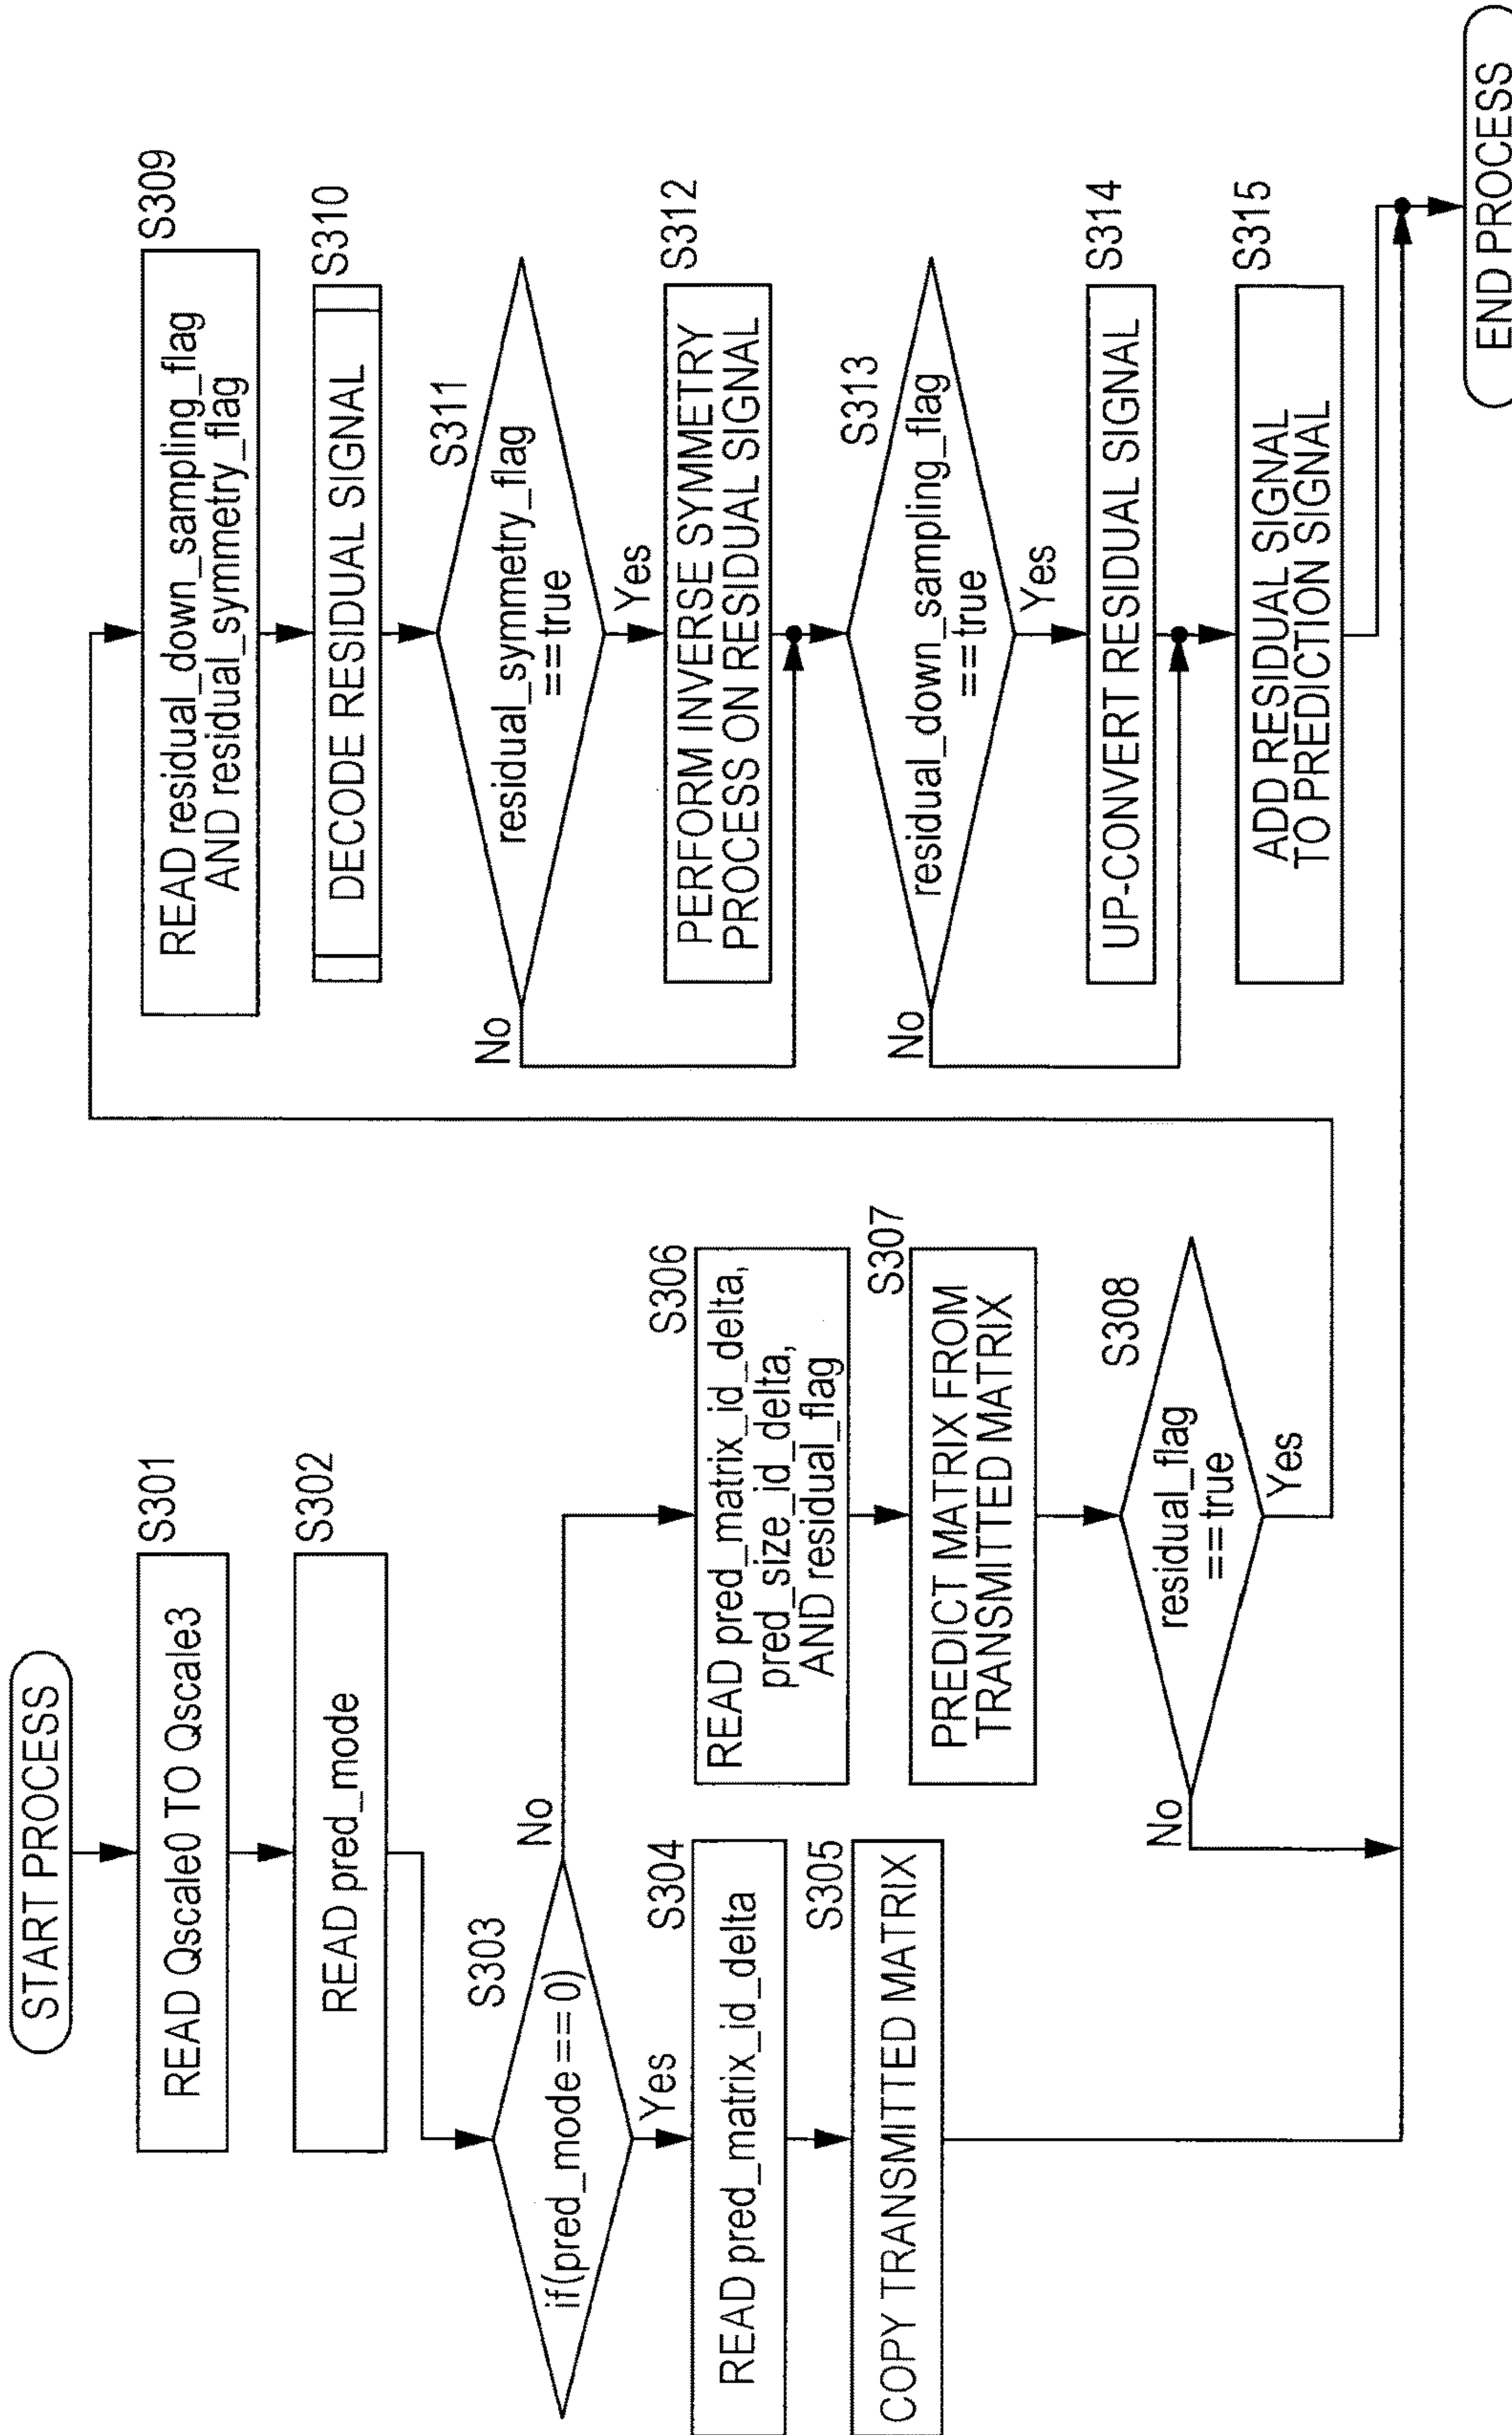 START PROCESS
S301
READ Qscale0 TO Qscale3
S302
READ pred_mode
S303
if(pred_mode==0)
No
Yes
S304
READ pred_matrix_id_delta
S305
COPY TRANSMITTED MATRIX
S306
READ pred_matrix_id_delta,
pred_size_id_delta,
AND residual_flag
S307
PREDICT MATRIX FROM
TRANSMITTED MATRIX
S308
residual_flag
==true
No
Yes
S309
READ residual_down_sampling_flag
AND residual_symmetry_flag
S310
DECODE RESIDUAL SIGNAL
S311
residual_symmetry_flag
==true
No
Yes
S312
PERFORM INVERSE SYMMETRY
PROCESS ON RESIDUAL SIGNAL
S313
residual_down_sampling_flag
==true
No
Yes
S314
UP-CONVERT RESIDUAL SIGNAL
S315
ADD RESIDUAL SIGNAL
TO PREDICTION SIGNAL
END PROCESS